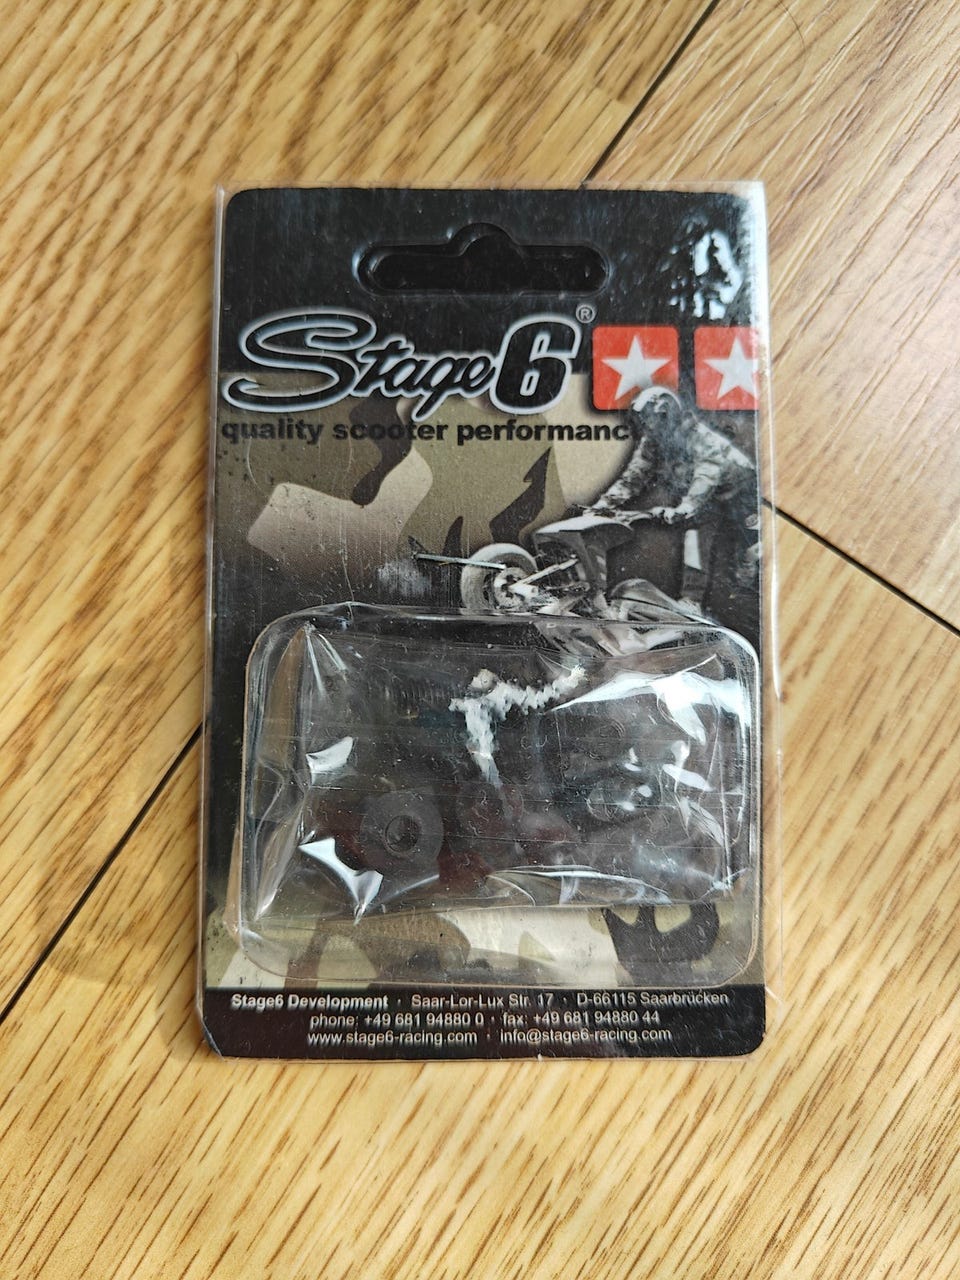 Stage6®
quality scooter performanc
Stage6 Development · Saar-Lor-Lux Str. 17 · D-66115 Saarbrücken
phone: +49 681 94880 0 · fax: +49 681 94880 44
www.stage6-racing.com · info@stage6-racing.com